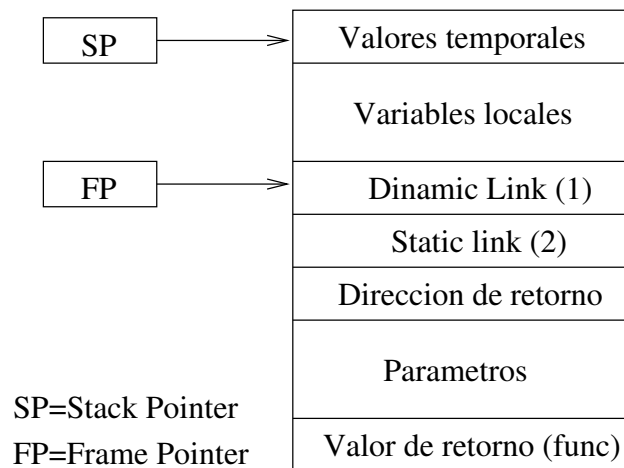 SP
Valores temporales
Variables locales
FP
Dinamic Link (1)
Static link (2)
Direccion de retorno
Parametros
SP=Stack Pointer
FP=Frame Pointer
Valor de retorno (func)